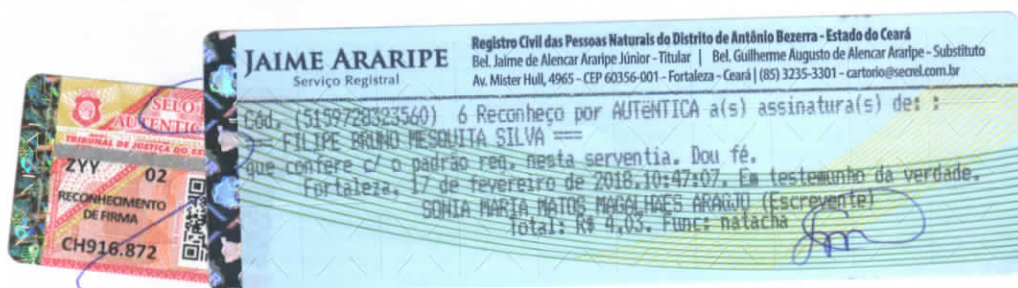 JAIME ARARIPE
Serviço Registral
Registro Civil das Pessoas Naturais do Distrito de Antônio Bezerra - Estado do Ceará
Bel. Jaime de Alencar Araripe Júnior - Titular | Bel. Guilherme Augusto de Alencar Araripe - Substituto
Av. Mister Hull, 4965 - CEP 60356-001 - Fortaleza - Ceará | (85) 3235-3301 - cartorio@secrel.com.br
Cód. (5159728323560) 6 Reconheço por AUTÊNTICA a(s) assinatura(s) de: :
=== FILIPE BRUNO MESQUITA SILVA ===
que confere c/ o padrão reg. nesta serventia. Dou fé.
Fortaleza, 17 de fevereiro de 2018.10:47:07. Em testemunho da verdade.
SONIA MARIA MATOS MAGALHAES ARAÚJO (Escrevente)
Total: R$ 4,03. Func: natacha
SELO
AUTENTIC
TRIBUNAL DE JUSTIÇA DO
ZYY 02
RECONHECIMENTO
DE FIRMA
CH916.872